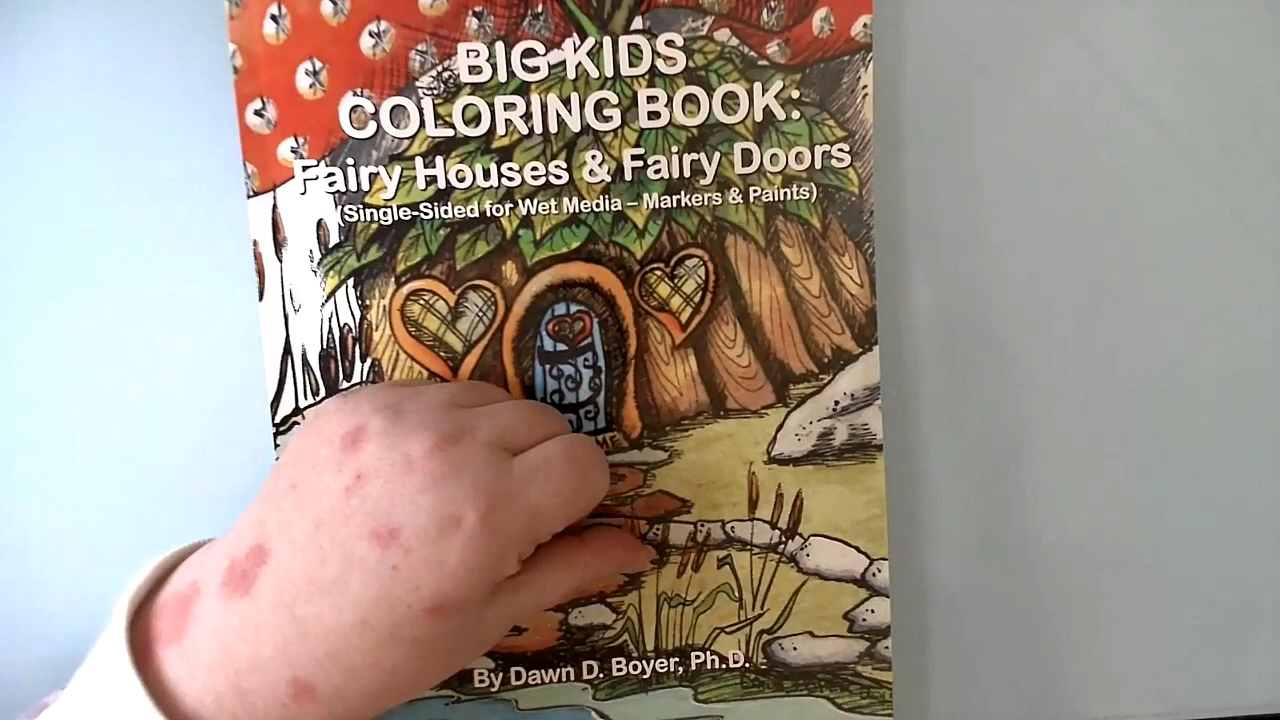 BIG KIDS
COLORING BOOK:
Fairy Houses & Fairy Doors
(Single-Sided for Wet Media – Markers & Paints)
By Dawn D. Boyer, Ph.D.